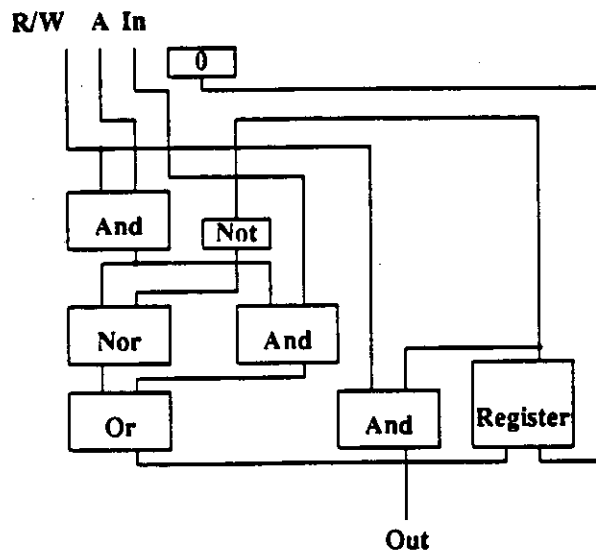 R/W A In
0
And
Not
Nor
And
Or
And
Register
Out